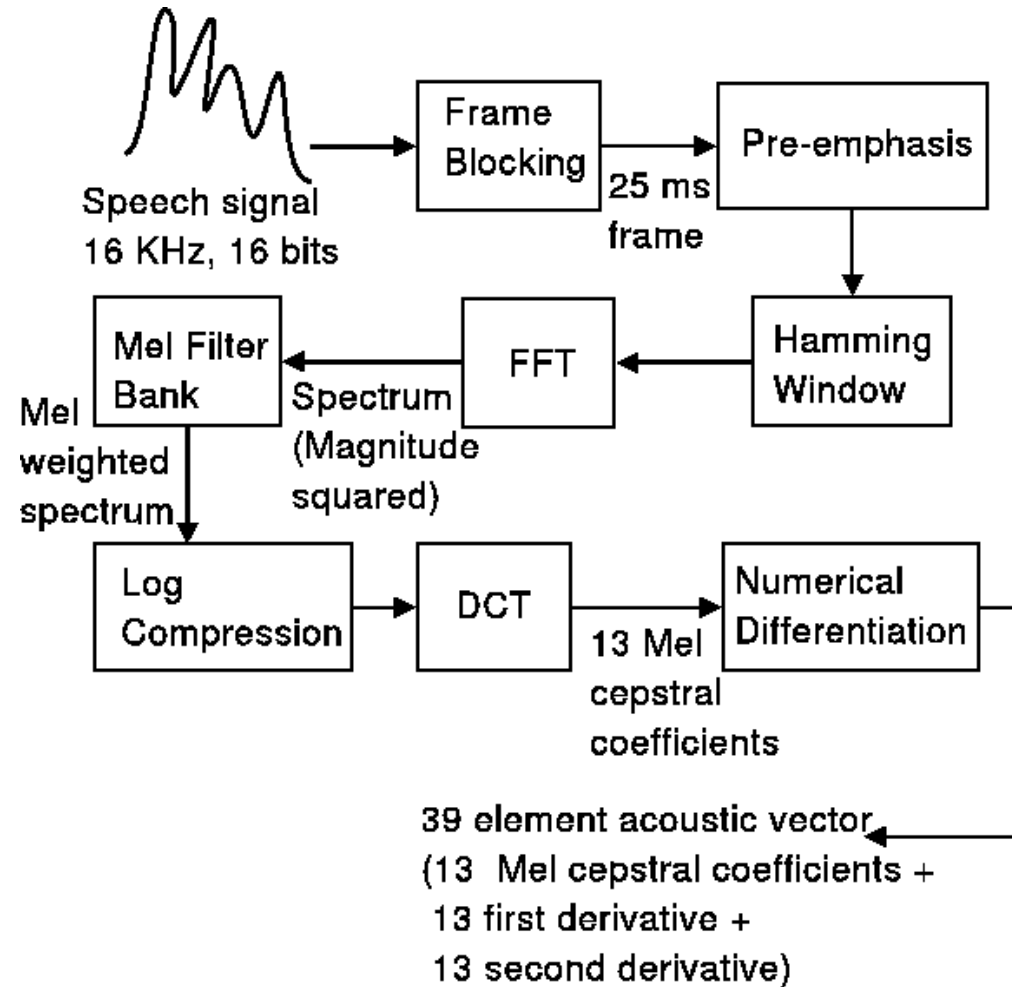 Speech signal
16 KHz, 16 bits
Frame
Blocking
25 ms
frame
Pre-emphasis
Hamming
Window
FFT
Spectrum
(Magnitude
squared)
Mel Filter
Bank
Mel
weighted
spectrum
Log
Compression
DCT
13 Mel
cepstral
coefficients
Numerical
Differentiation
39 element acoustic vector
(13 Mel cepstral coefficients +
13 first derivative +
13 second derivative)